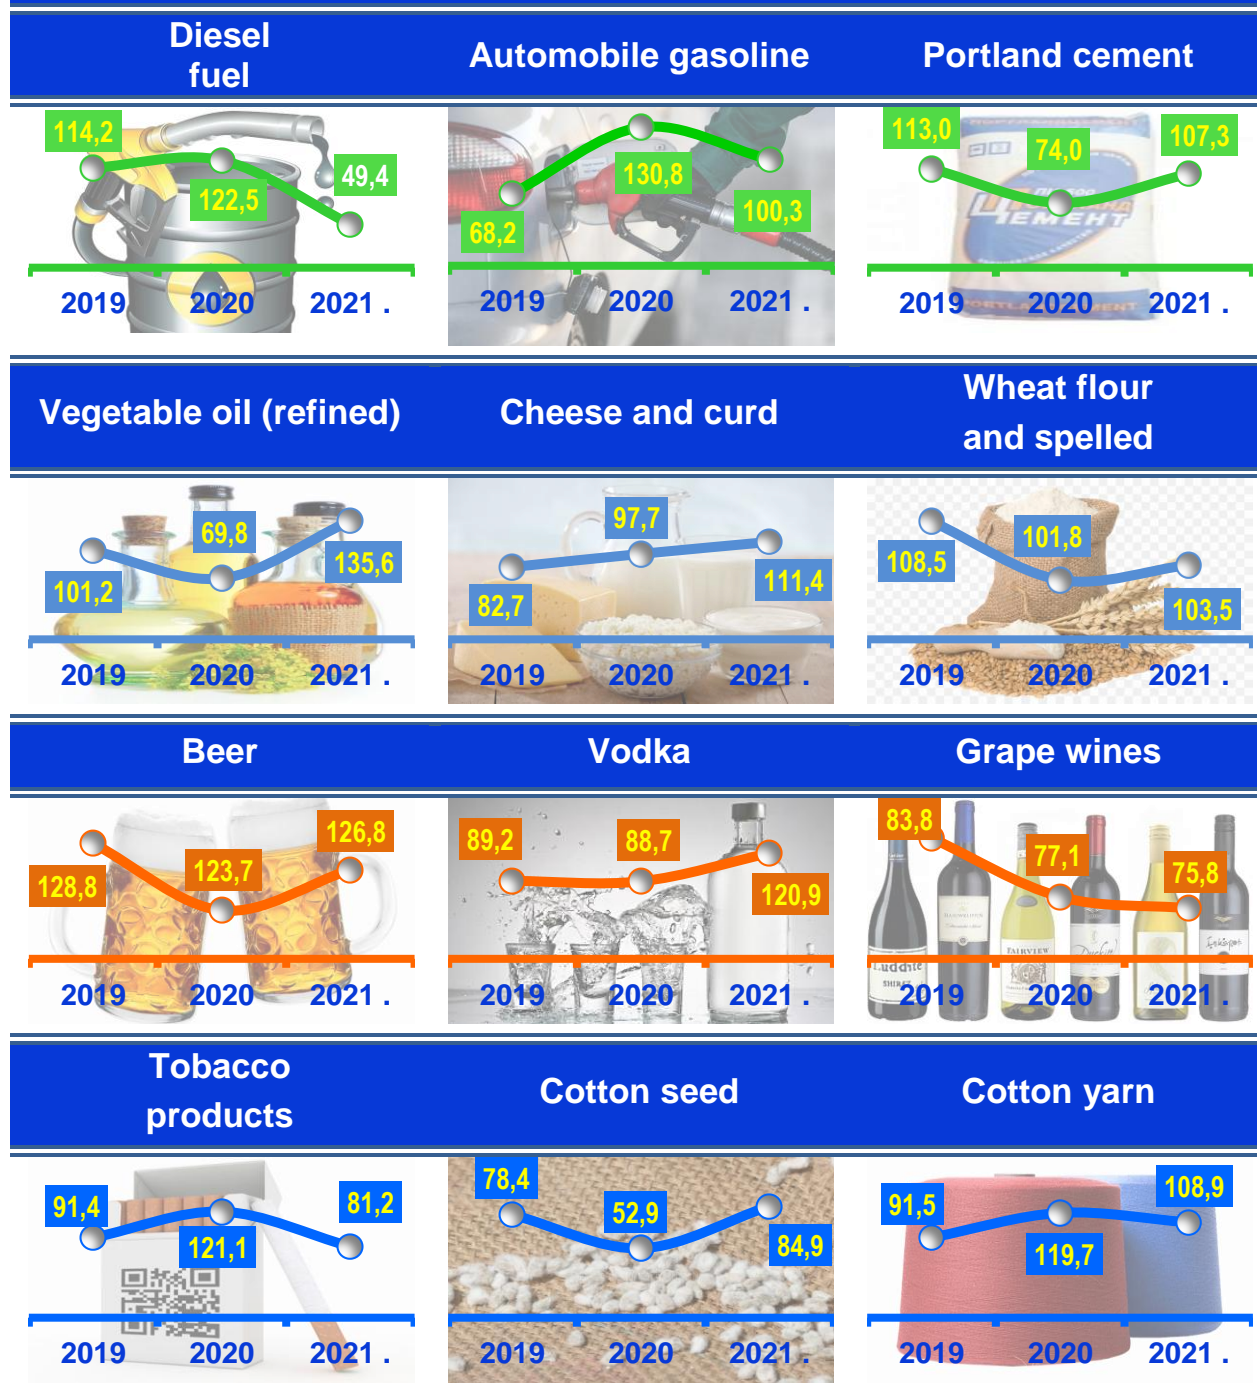 Diesel
fuel
Automobile gasoline
Portland cement
114,2
122,5
49,4
2019 2020 2021 .
68,2
130,8
100,3
2019 2020 2021 .
113,0
74,0
107,3
ЦЕМЕНТ
PORTLAND CEMENT
2019 2020 2021 .
Vegetable oil (refined)
Cheese and curd
Wheat flour
and spelled
101,2
69,8
135,6
2019 2020 2021 .
82,7
97,7
111,4
2019 2020 2021 .
108,5
101,8
103,5
2019 2020 2021 .
Beer
Vodka
Grape wines
128,8
123,7
126,8
2019 2020 2021 .
89,2
88,7
120,9
2019 2020 2021 .
83,8
77,1
75,8
SHIRAZ
FAIRVIEW
2019 2020 2021 .
Tobacco
products
Cotton seed
Cotton yarn
91,4
121,1
81,2
2019 2020 2021 .
78,4
52,9
84,9
2019 2020 2021 .
91,5
119,7
108,9
2019 2020 2021 .